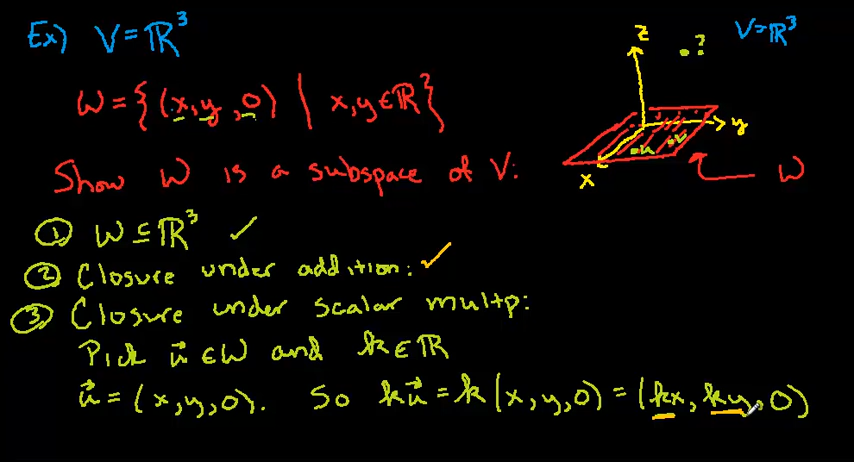 Ex) V = ℝ³
W = { (x, y, 0) | x, y ∈ ℝ }
Show W is a subspace of V:
z
. ?
V=ℝ³
y
.u .v
x
W
① W ⊆ ℝ³ ✓
② Closure under addition: ✓
③ Closure under scalar multp:
Pick u⃗ ∈ W and k ∈ ℝ
u⃗ = (x, y, 0). So ku⃗ = k(x, y, 0) = (kx, ky, 0)